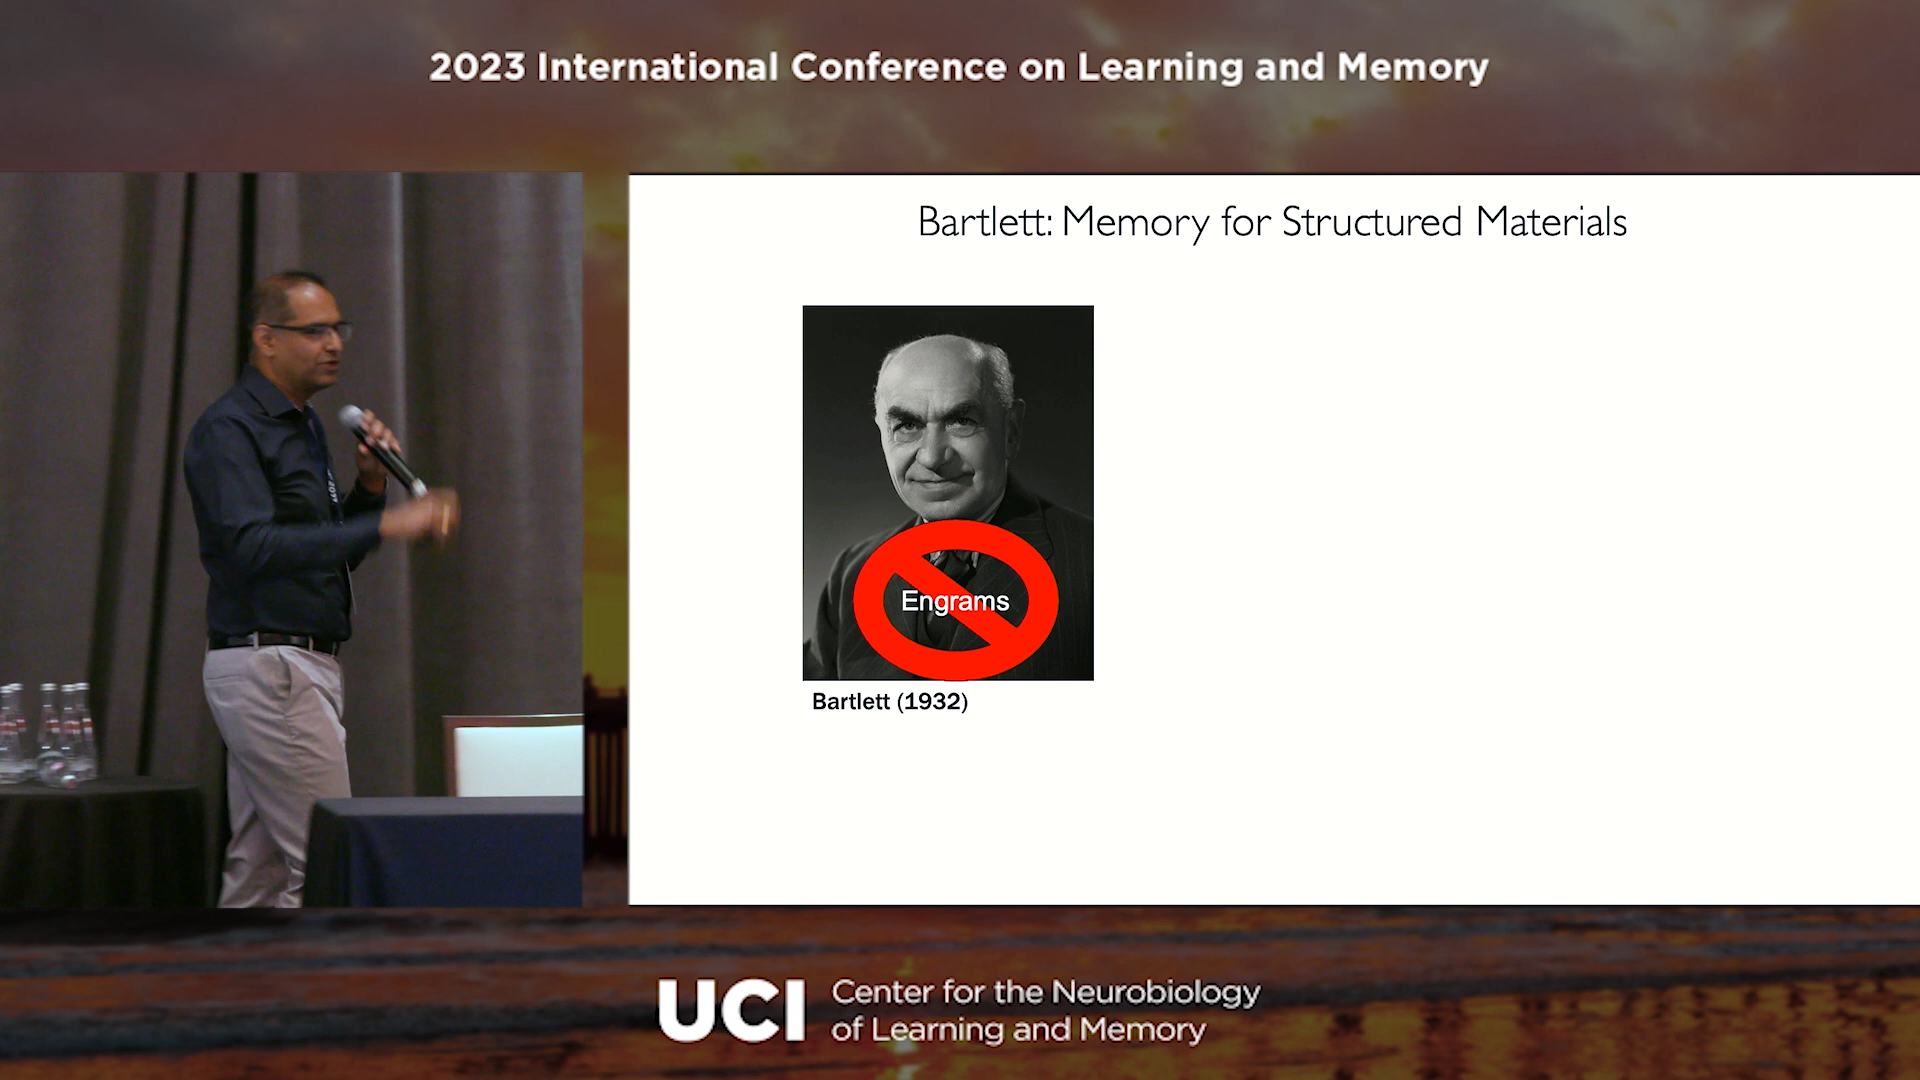 2023 International Conference on Learning and Memory
Bartlett: Memory for Structured Materials
Engrams
Bartlett (1932)
UCI
Center for the Neurobiology
of Learning and Memory